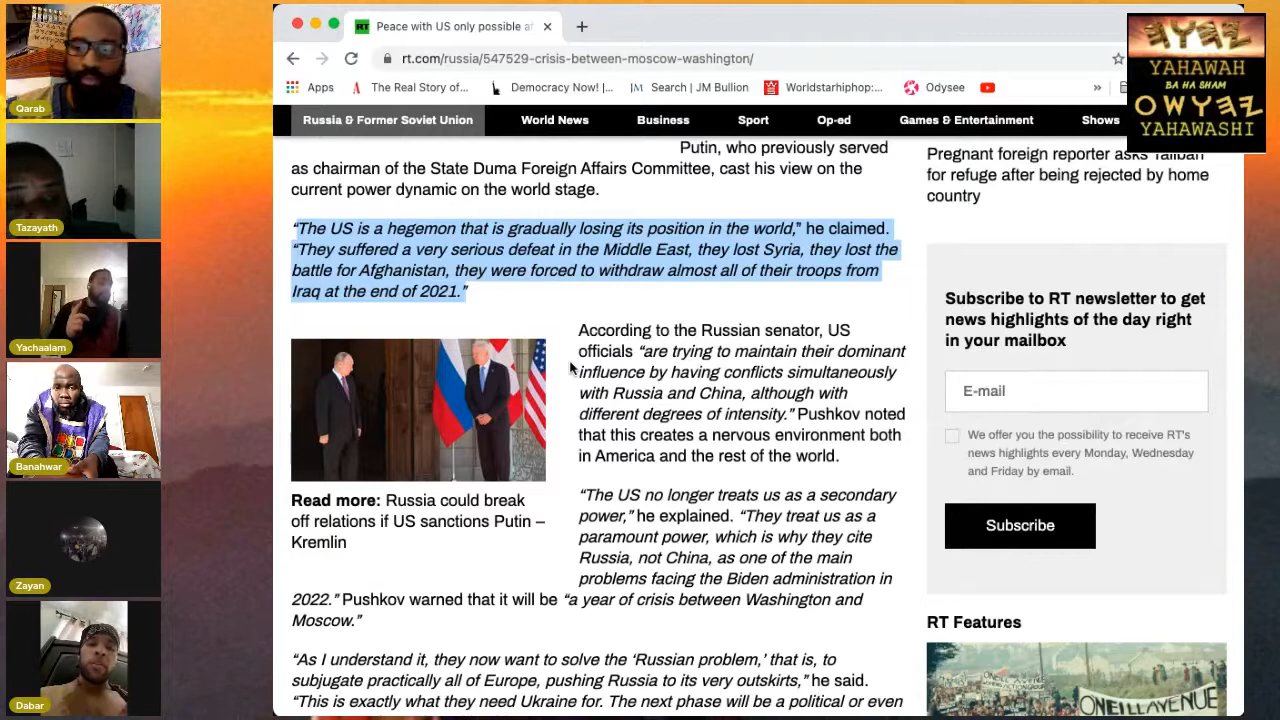 Qarab
Tazayath
Yachaalam
Banahwar
Zayan
Dabar
Peace with US only possible af
rt.com/russia/547529-crisis-between-moscow-washington/
Apps
The Real Story of...
Democracy Now! |...
Search | JM Bullion
Worldstarhiphop:...
Odysee
»
YAHAWAH
BA HA SHAM
YAHAWASHI
Russia & Former Soviet Union
World News
Business
Sport
Op-ed
Games & Entertainment
Shows
Putin, who previously served
as chairman of the State Duma Foreign Affairs Committee, cast his view on the
current power dynamic on the world stage.
“The US is a hegemon that is gradually losing its position in the world,” he claimed.
“They suffered a very serious defeat in the Middle East, they lost Syria, they lost the
battle for Afghanistan, they were forced to withdraw almost all of their troops from
Iraq at the end of 2021.”
According to the Russian senator, US
officials “are trying to maintain their dominant
influence by having conflicts simultaneously
with Russia and China, although with
different degrees of intensity.” Pushkov noted
that this creates a nervous environment both
in America and the rest of the world.
Read more: Russia could break
off relations if US sanctions Putin –
Kremlin
“The US no longer treats us as a secondary
power,” he explained. “They treat us as a
paramount power, which is why they cite
Russia, not China, as one of the main
problems facing the Biden administration in
2022.” Pushkov warned that it will be “a year of crisis between Washington and
Moscow.”
“As I understand it, they now want to solve the ‘Russian problem,’ that is, to
subjugate practically all of Europe, pushing Russia to its very outskirts,” he said.
“This is exactly what they need Ukraine for. The next phase will be a political or even
Pregnant foreign reporter asks Taliban
for refuge after being rejected by home
country
Subscribe to RT newsletter to get
news highlights of the day right
in your mailbox
E-mail
We offer you the possibility to receive RT's
news highlights every Monday, Wednesday
and Friday by email.
Subscribe
RT Features
ONEILL AVENUE